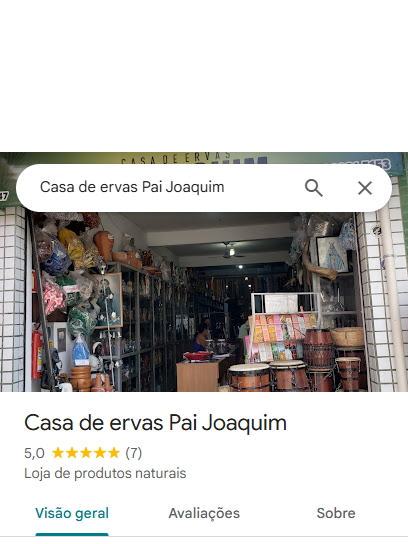 CASA DE ERVAS
Casa de ervas Pai Joaquim
Casa de ervas Pai Joaquim
5,0 (7)
Loja de produtos naturais
Visão geral
Avaliações
Sobre